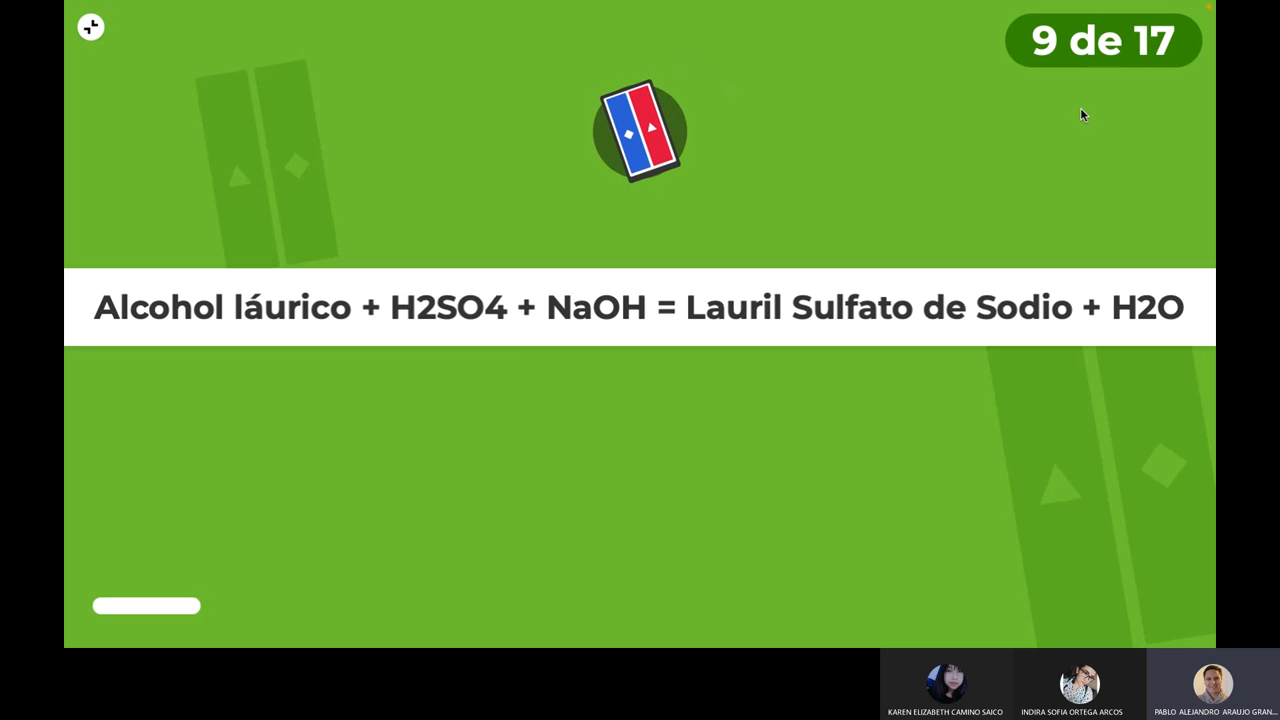 9 de 17
Alcohol láurico + H2SO4 + NaOH = Lauril Sulfato de Sodio + H2O
KAREN ELIZABETH CAMINO SAICO
INDIRA SOFIA ORTEGA ARCOS
PABLO ALEJANDRO ARAUJO GRAN...